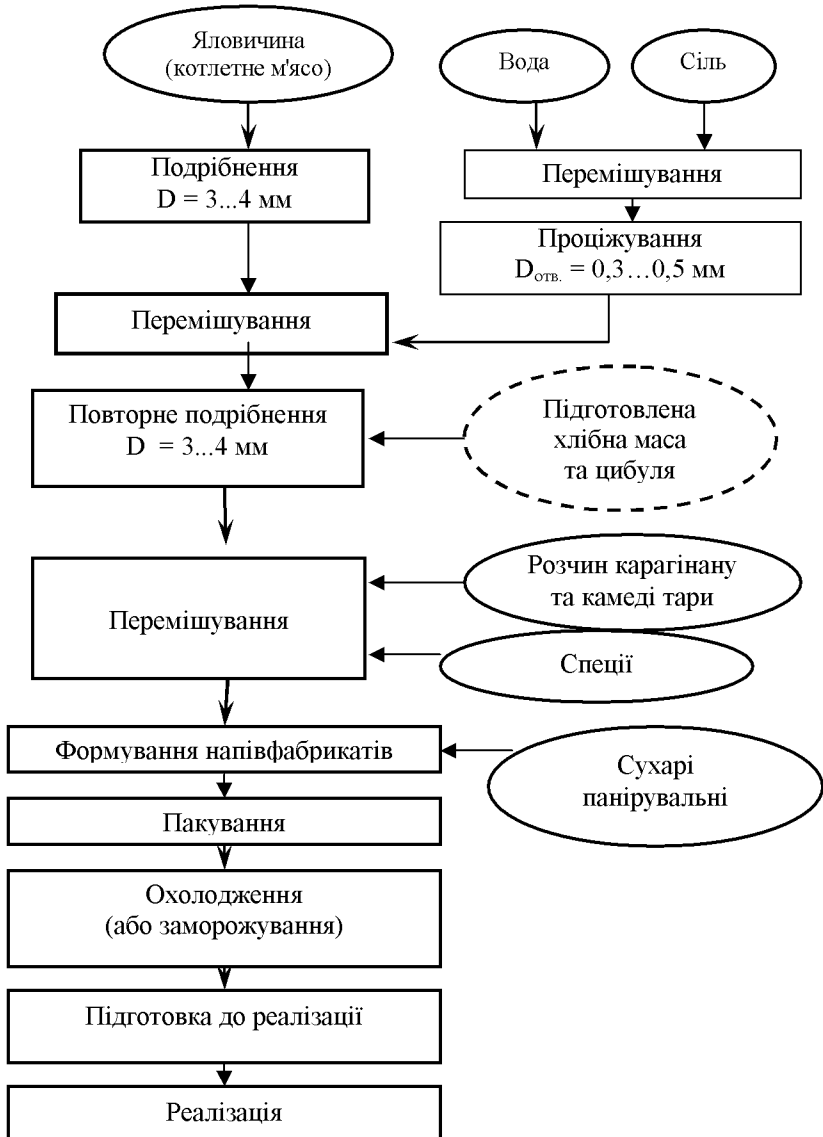 Яловичина
(котлетне м'ясо)
Вода
Сіль
Подрібнення
D = 3...4 мм
Перемішування
Проціжування
Dотв. = 0,3…0,5 мм
Перемішування
Повторне подрібнення
D = 3...4 мм
Підготовлена
хлібна маса
та цибуля
Перемішування
Розчин карагінану
та камеді тари
Спеції
Формування напівфабрикатів
Сухарі
панірувальні
Пакування
Охолодження
(або заморожування)
Підготовка до реалізації
Реалізація